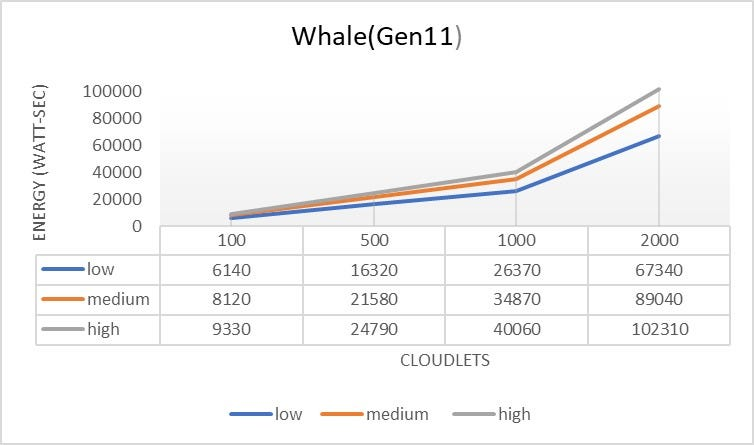 Whale(Gen11)
ENERGY (WATT-SEC)
100000
80000
60000
40000
20000
0
100 500 1000 2000
low 6140 16320 26370 67340
medium 8120 21580 34870 89040
high 9330 24790 40060 102310
CLOUDLETS
low medium high